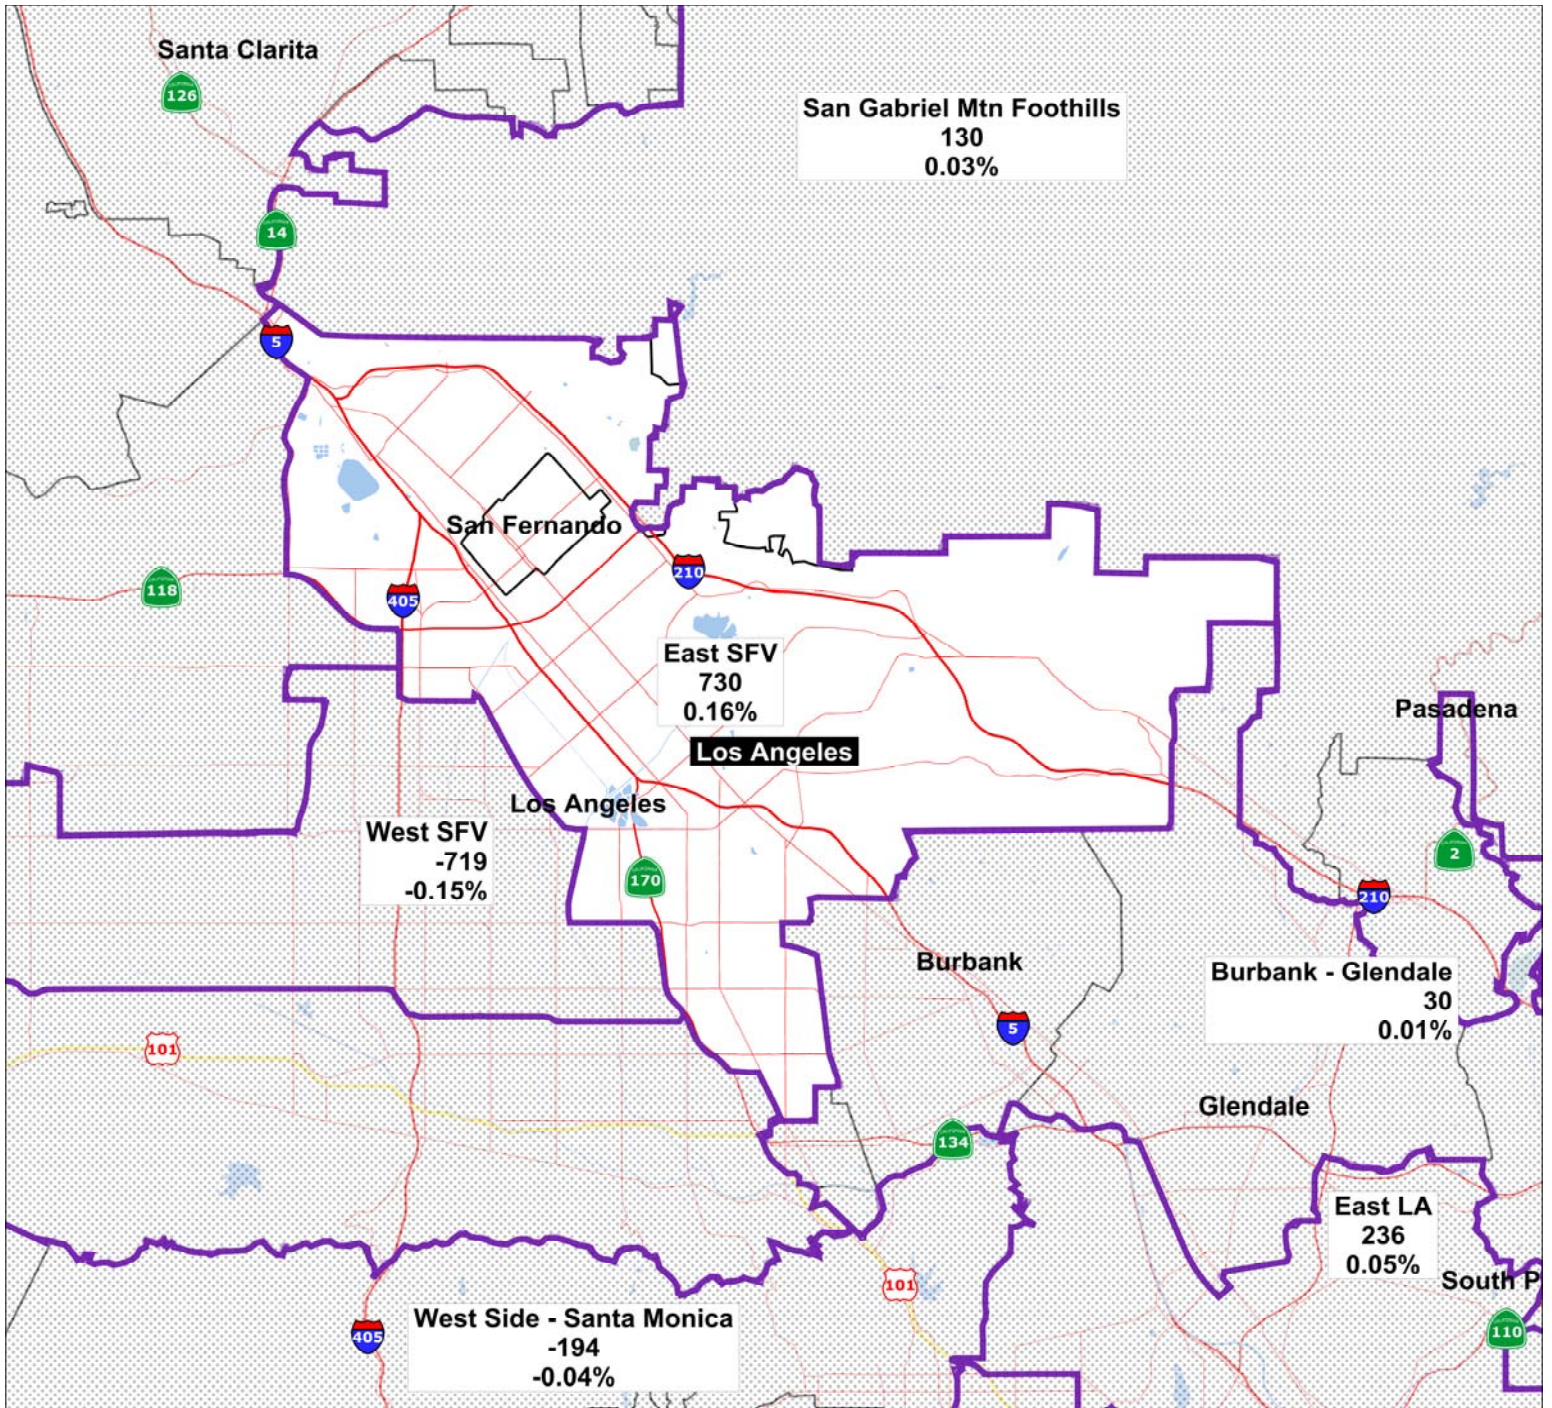 Santa Clarita
126
San Gabriel Mtn Foothills
130
0.03%
14
5
San Fernando
118
405
210
East SFV
730
0.16%
Pasadena
Los Angeles
Los Angeles
West SFV
-719
-0.15%
2
170
210
Burbank
Burbank - Glendale
30
0.01%
5
101
Glendale
134
East LA
236
0.05%
South P
101
West Side - Santa Monica
-194
-0.04%
405
110